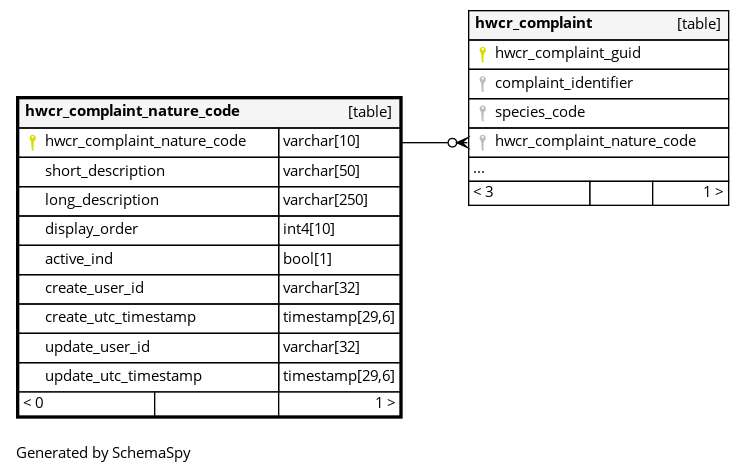 hwcr_complaint [table]
hwcr_complaint_guid
complaint_identifier
species_code
hwcr_complaint_nature_code
...
< 3 1 >
hwcr_complaint_nature_code [table]
hwcr_complaint_nature_code varchar[10]
short_description varchar[50]
long_description varchar[250]
display_order int4[10]
active_ind bool[1]
create_user_id varchar[32]
create_utc_timestamp timestamp[29,6]
update_user_id varchar[32]
update_utc_timestamp timestamp[29,6]
< 0 1 >
Generated by SchemaSpy